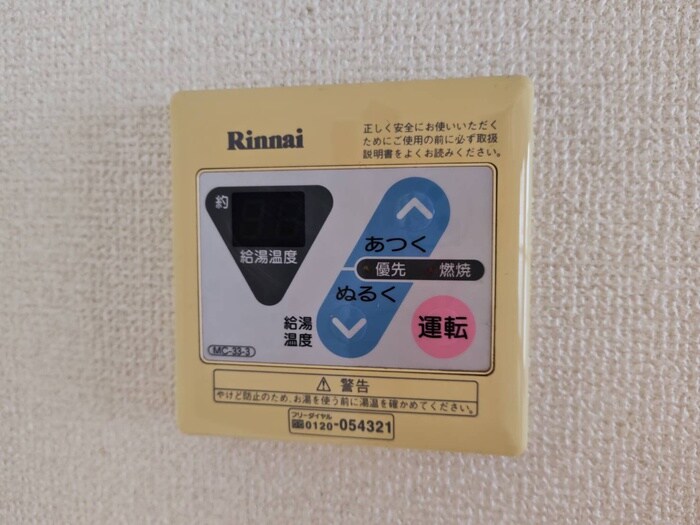 Rinnai
正しく安全にお使いいただく
ためにご使用の前に必ず取扱
説明書をよくお読みください。
約
給湯温度
あつく
優先 燃焼
ぬるく
給湯
温度
運転
MC-33-3
⚠ 警告
やけど防止のため、お湯を使う前に湯温を確かめてください。
フリーダイヤル
0120-054321